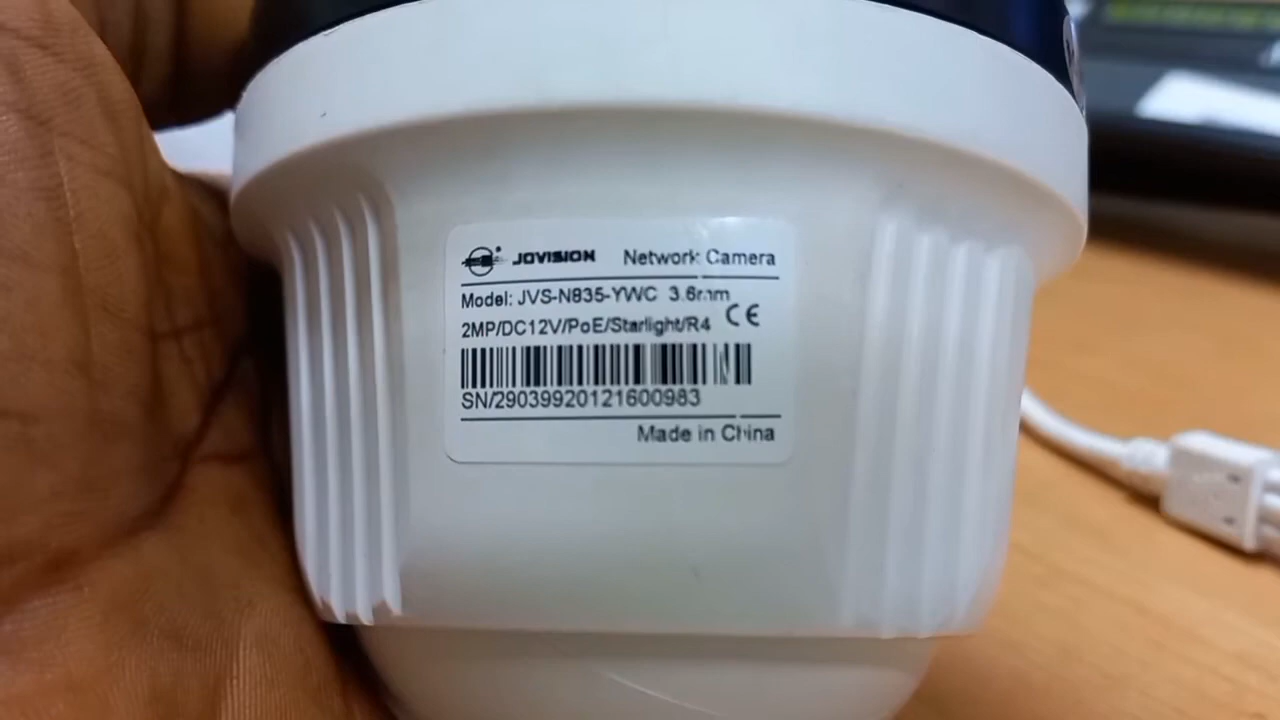 JOVISION Network Camera
Model: JVS-N835-YWC 3.6mm
2MP/DC12V/PoE/Starlight/R4 CE
SN/29039920121600983
Made in China